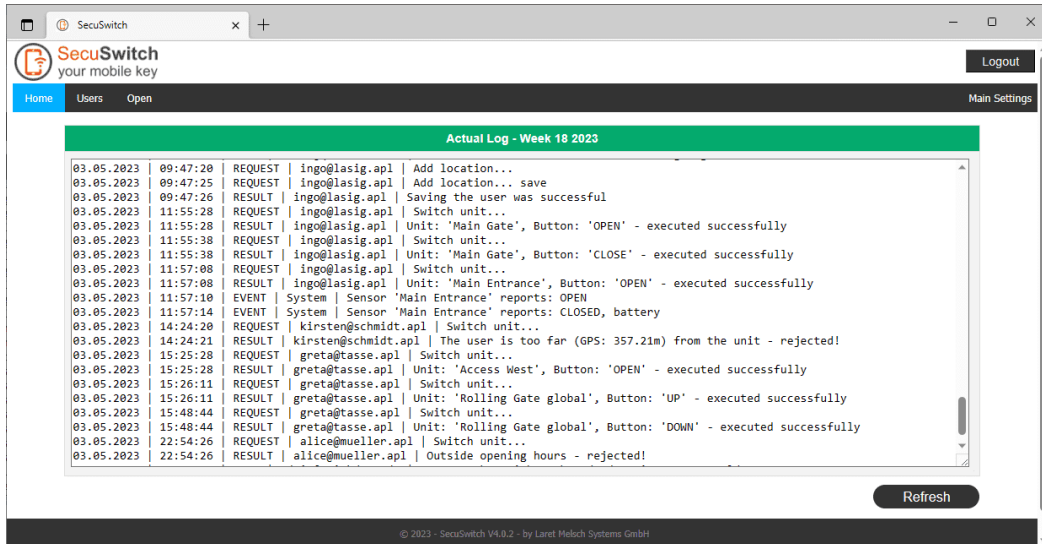 SecuSwitch
SecuSwitch
your mobile key
Logout
Home Users Open Main Settings
Actual Log - Week 18 2023
03.05.2023 | 09:47:20 | REQUEST | ingo@lasig.apl | Add location...
03.05.2023 | 09:47:25 | REQUEST | ingo@lasig.apl | Add location... save
03.05.2023 | 09:47:26 | RESULT | ingo@lasig.apl | Saving the user was successful
03.05.2023 | 11:55:28 | REQUEST | ingo@lasig.apl | Switch unit...
03.05.2023 | 11:55:28 | RESULT | ingo@lasig.apl | Unit: 'Main Gate', Button: 'OPEN' - executed successfully
03.05.2023 | 11:55:38 | REQUEST | ingo@lasig.apl | Switch unit...
03.05.2023 | 11:55:38 | RESULT | ingo@lasig.apl | Unit: 'Main Gate', Button: 'CLOSE' - executed successfully
03.05.2023 | 11:57:08 | REQUEST | ingo@lasig.apl | Switch unit...
03.05.2023 | 11:57:08 | RESULT | ingo@lasig.apl | Unit: 'Main Entrance', Button: 'OPEN' - executed successfully
03.05.2023 | 11:57:10 | EVENT | System | Sensor 'Main Entrance' reports: OPEN
03.05.2023 | 11:57:14 | EVENT | System | Sensor 'Main Entrance' reports: CLOSED, battery
03.05.2023 | 14:24:20 | REQUEST | kirsten@schmidt.apl | Switch unit...
03.05.2023 | 14:24:21 | RESULT | kirsten@schmidt.apl | The user is too far (GPS: 357.21m) from the unit - rejected!
03.05.2023 | 15:25:28 | REQUEST | greta@tasse.apl | Switch unit...
03.05.2023 | 15:25:28 | RESULT | greta@tasse.apl | Unit: 'Access West', Button: 'OPEN' - executed successfully
03.05.2023 | 15:26:11 | REQUEST | greta@tasse.apl | Switch unit...
03.05.2023 | 15:26:11 | RESULT | greta@tasse.apl | Unit: 'Rolling Gate global', Button: 'UP' - executed successfully
03.05.2023 | 15:48:44 | REQUEST | greta@tasse.apl | Switch unit...
03.05.2023 | 15:48:44 | RESULT | greta@tasse.apl | Unit: 'Rolling Gate global', Button: 'DOWN' - executed successfully
03.05.2023 | 22:54:26 | REQUEST | alice@mueller.apl | Switch unit...
03.05.2023 | 22:54:26 | RESULT | alice@mueller.apl | Outside opening hours - rejected!
Refresh
© 2023 - SecuSwitch V4.0.2 - by Laret Melsch Systems GmbH